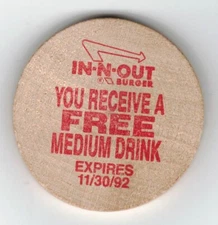 IN-N-OUT
BURGER
YOU RECEIVE A
FREE
MEDIUM DRINK
EXPIRES
11/30/92